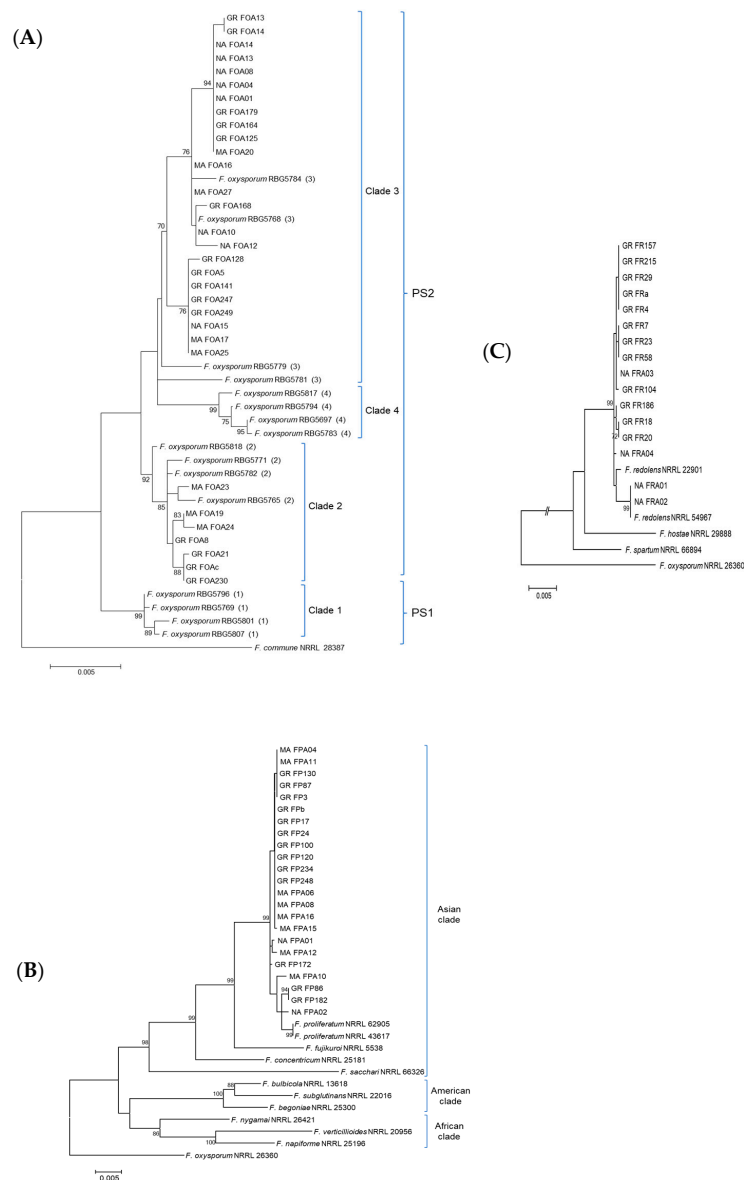 (A)
GR FOA13
GR FOA14
NA FOA14
NA FOA13
NA FOA08
NA FOA04
NA FOA01
GR FOA179
GR FOA164
GR FOA125
MA FOA20
94
MA FOA16
76
F. oxysporum RBG5784 (3)
MA FOA27
GR FOA168
F. oxysporum RBG5768 (3)
NA FOA10
NA FOA12
70
GR FOA128
GR FOA5
GR FOA141
GR FOA247
GR FOA249
NA FOA15
MA FOA17
MA FOA25
76
F. oxysporum RBG5779 (3)
F. oxysporum RBG5781 (3)
Clade 3
F. oxysporum RBG5817 (4)
F. oxysporum RBG5794 (4)
F. oxysporum RBG5697 (4)
F. oxysporum RBG5783 (4)
99
75
95
Clade 4
F. oxysporum RBG5818 (2)
F. oxysporum RBG5771 (2)
F. oxysporum RBG5782 (2)
MA FOA23
F. oxysporum RBG5765 (2)
MA FOA19
MA FOA24
GR FOA8
GR FOA21
GR FOAc
GR FOA230
92
85
83
88
Clade 2
PS2
F. oxysporum RBG5796 (1)
F. oxysporum RBG5769 (1)
F. oxysporum RBG5801 (1)
F. oxysporum RBG5807 (1)
99
89
Clade 1
PS1
F. commune NRRL 28387
0.005
(C)
GR FR157
GR FR215
GR FR29
GR FRa
GR FR4
GR FR7
GR FR23
GR FR58
NA FRA03
GR FR104
GR FR186
GR FR18
GR FR20
NA FRA04
F. redolens NRRL 22901
NA FRA01
NA FRA02
F. redolens NRRL 54967
F. hostae NRRL 29888
F. spartum NRRL 66894
F. oxysporum NRRL 26360
99
72
99
0.005
(B)
MA FPA04
MA FPA11
GR FP130
GR FP87
GR FP3
GR FPb
GR FP17
GR FP24
GR FP100
GR FP120
GR FP234
GR FP248
MA FPA06
MA FPA08
MA FPA16
MA FPA15
NA FPA01
MA FPA12
GR FP172
MA FPA10
GR FP86
GR FP182
NA FPA02
F. proliferatum NRRL 62905
F. proliferatum NRRL 43617
F. fujikuroi NRRL 5538
F. concentricum NRRL 25181
F. sacchari NRRL 66326
99
94
99
99
99
98
Asian
clade
F. bulbicola NRRL 13618
F. subglutinans NRRL 22016
F. begoniae NRRL 25300
88
100
American
clade
F. nygamai NRRL 26421
F. verticillioides NRRL 20956
F. napiforme NRRL 25196
86
100
African
clade
F. oxysporum NRRL 26360
0.005